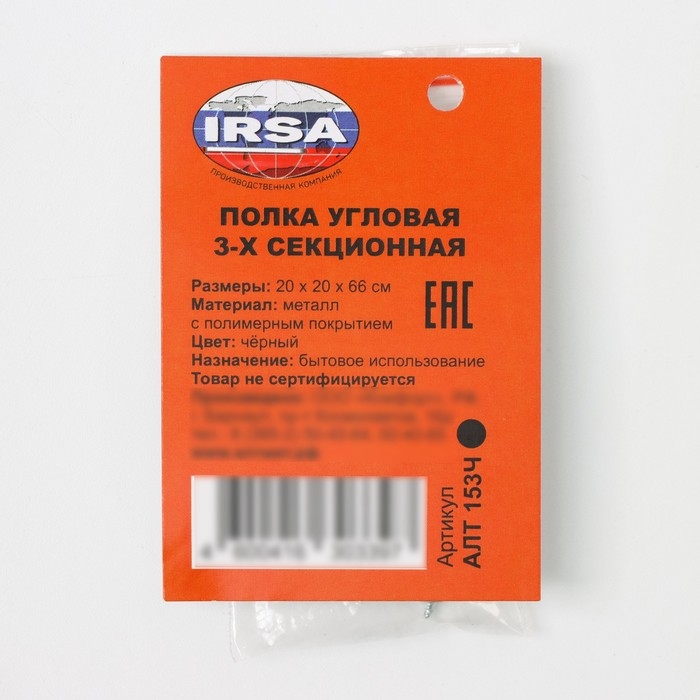 IRSA
ПРОИЗВОДСТВЕННАЯ КОМПАНИЯ
ПОЛКА УГЛОВАЯ
3-Х СЕКЦИОННАЯ
Размеры: 20 х 20 х 66 см
Материал: металл
с полимерным покрытием
Цвет: чёрный
Назначение: бытовое использование
Товар не сертифицируется
EAC
Артикул
АЛТ 153Ч